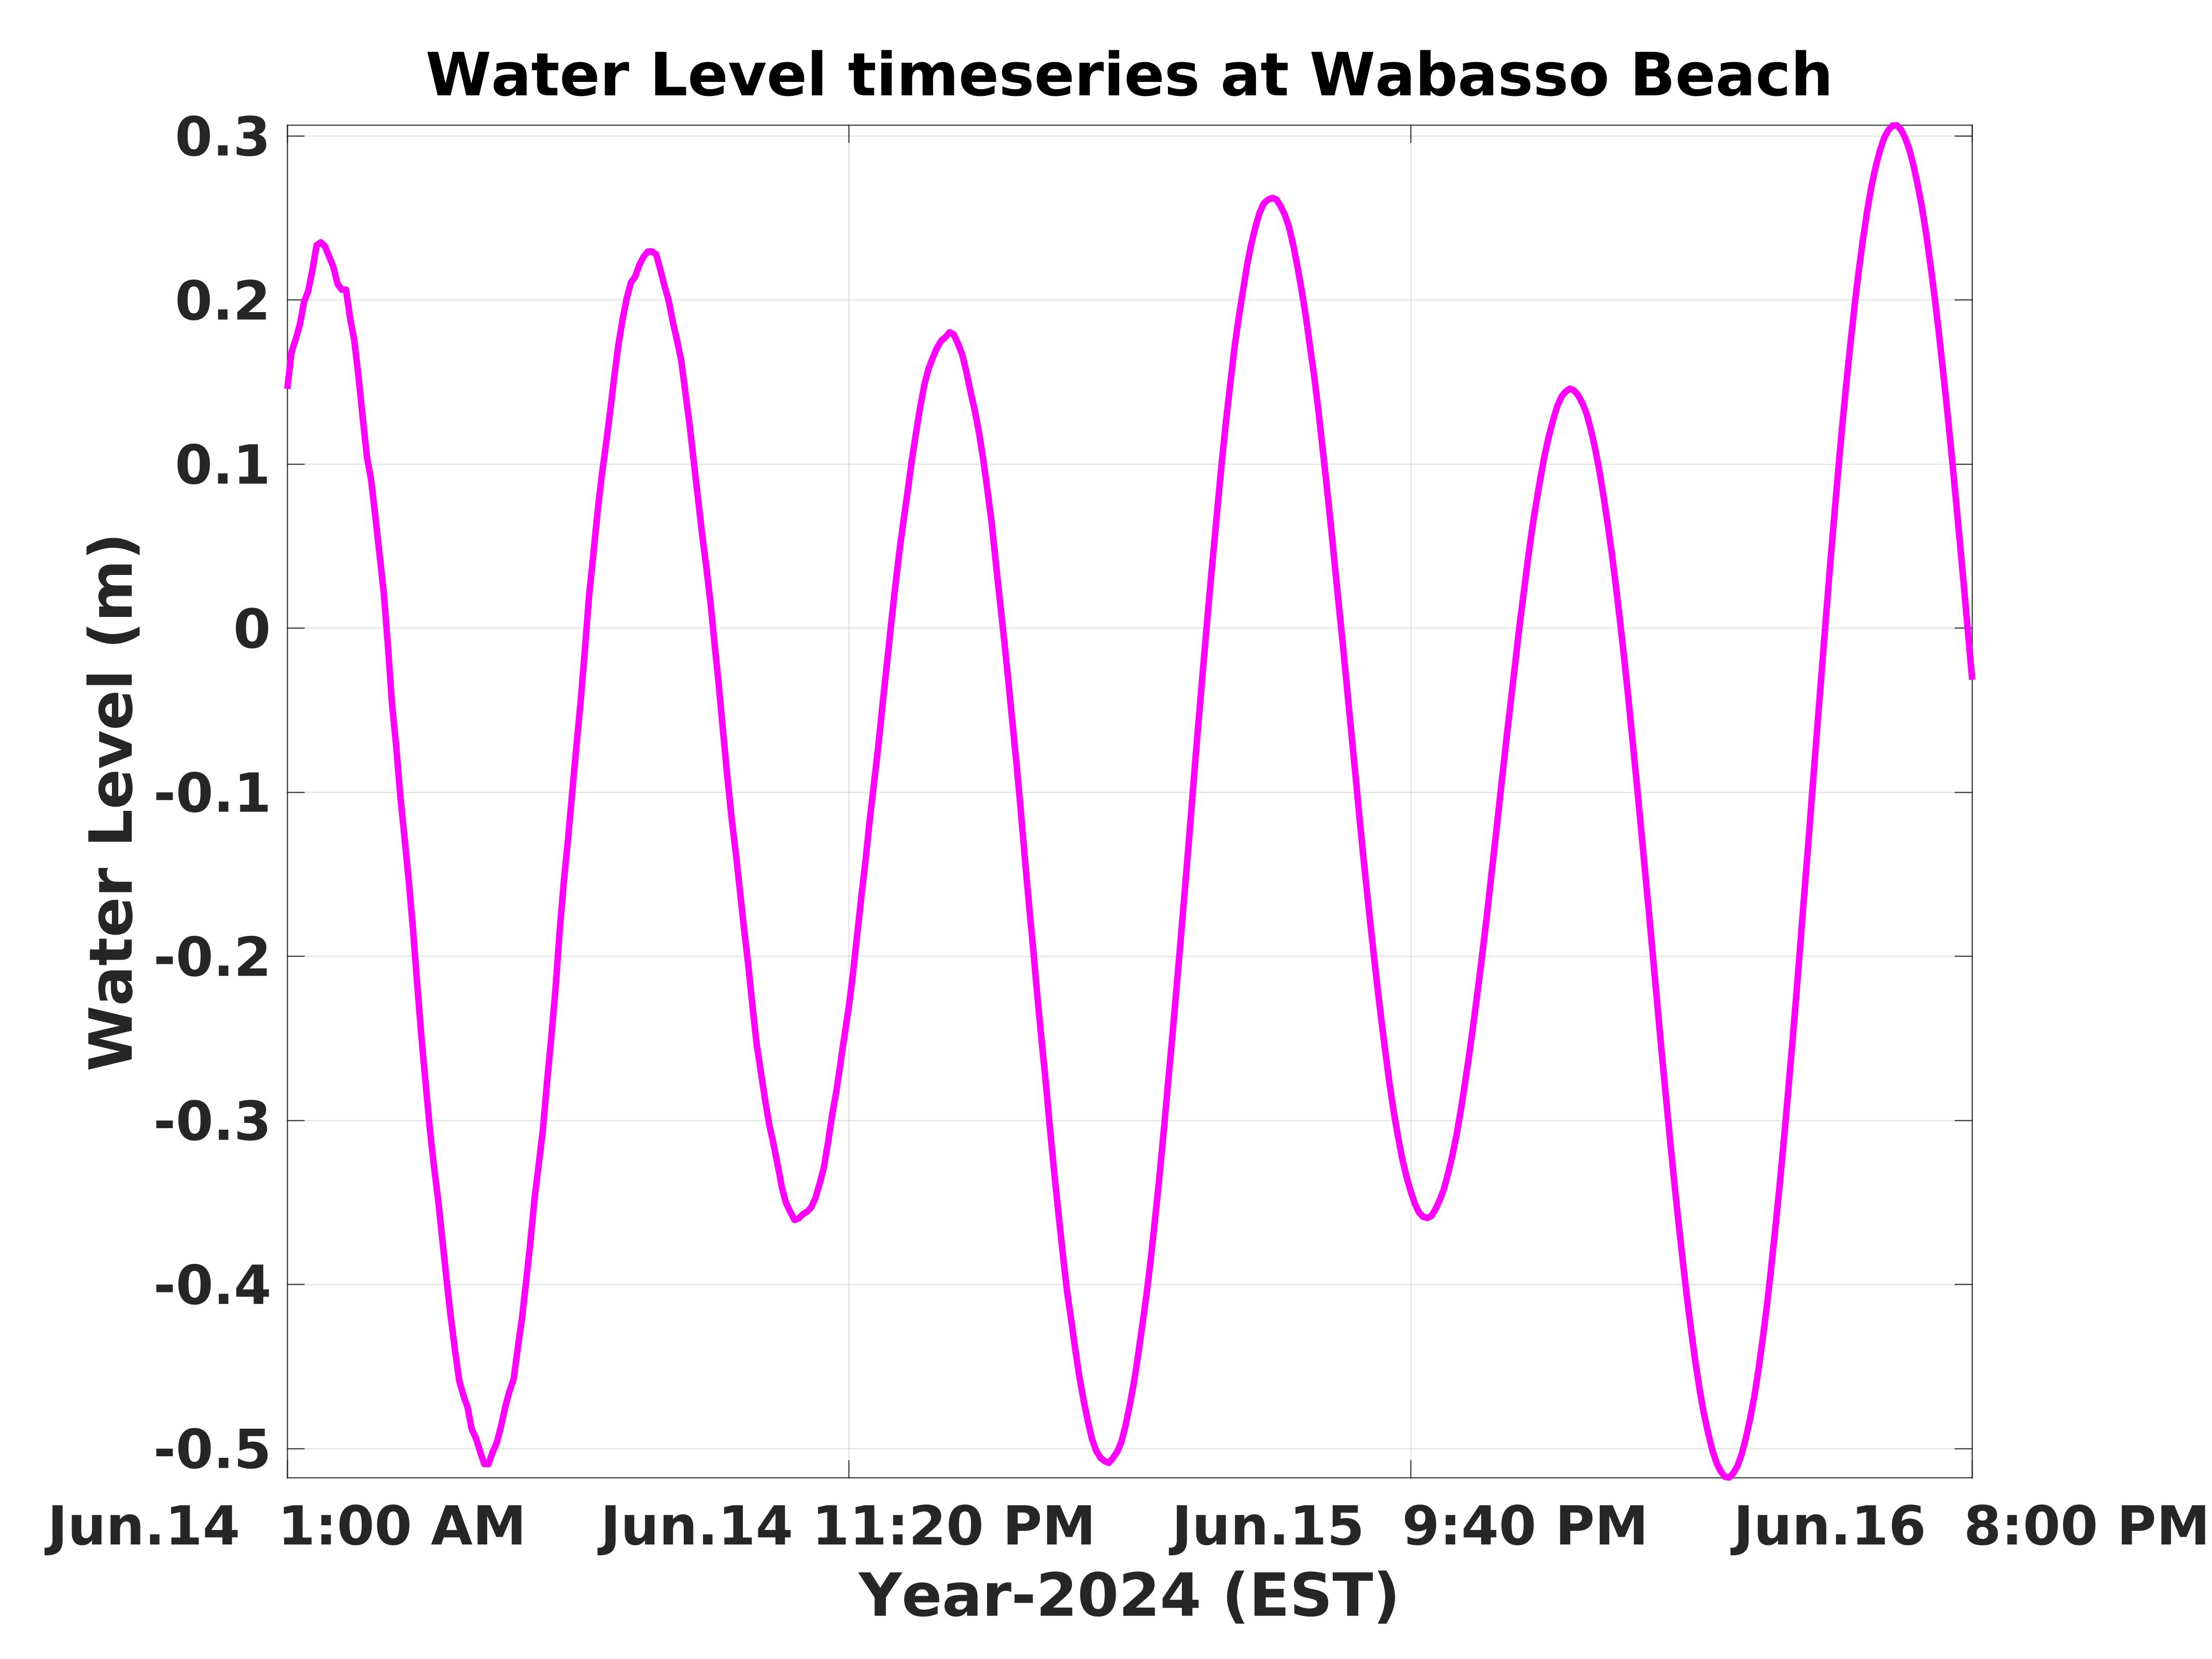 Water Level timeseries at Wabasso Beach
0.3
0.2
0.1
0
-0.1
-0.2
-0.3
-0.4
-0.5
Water Level (m)
Jun.14 1:00 AM Jun.14 11:20 PM Jun.15 9:40 PM Jun.16 8:00 PM
Year-2024 (EST)